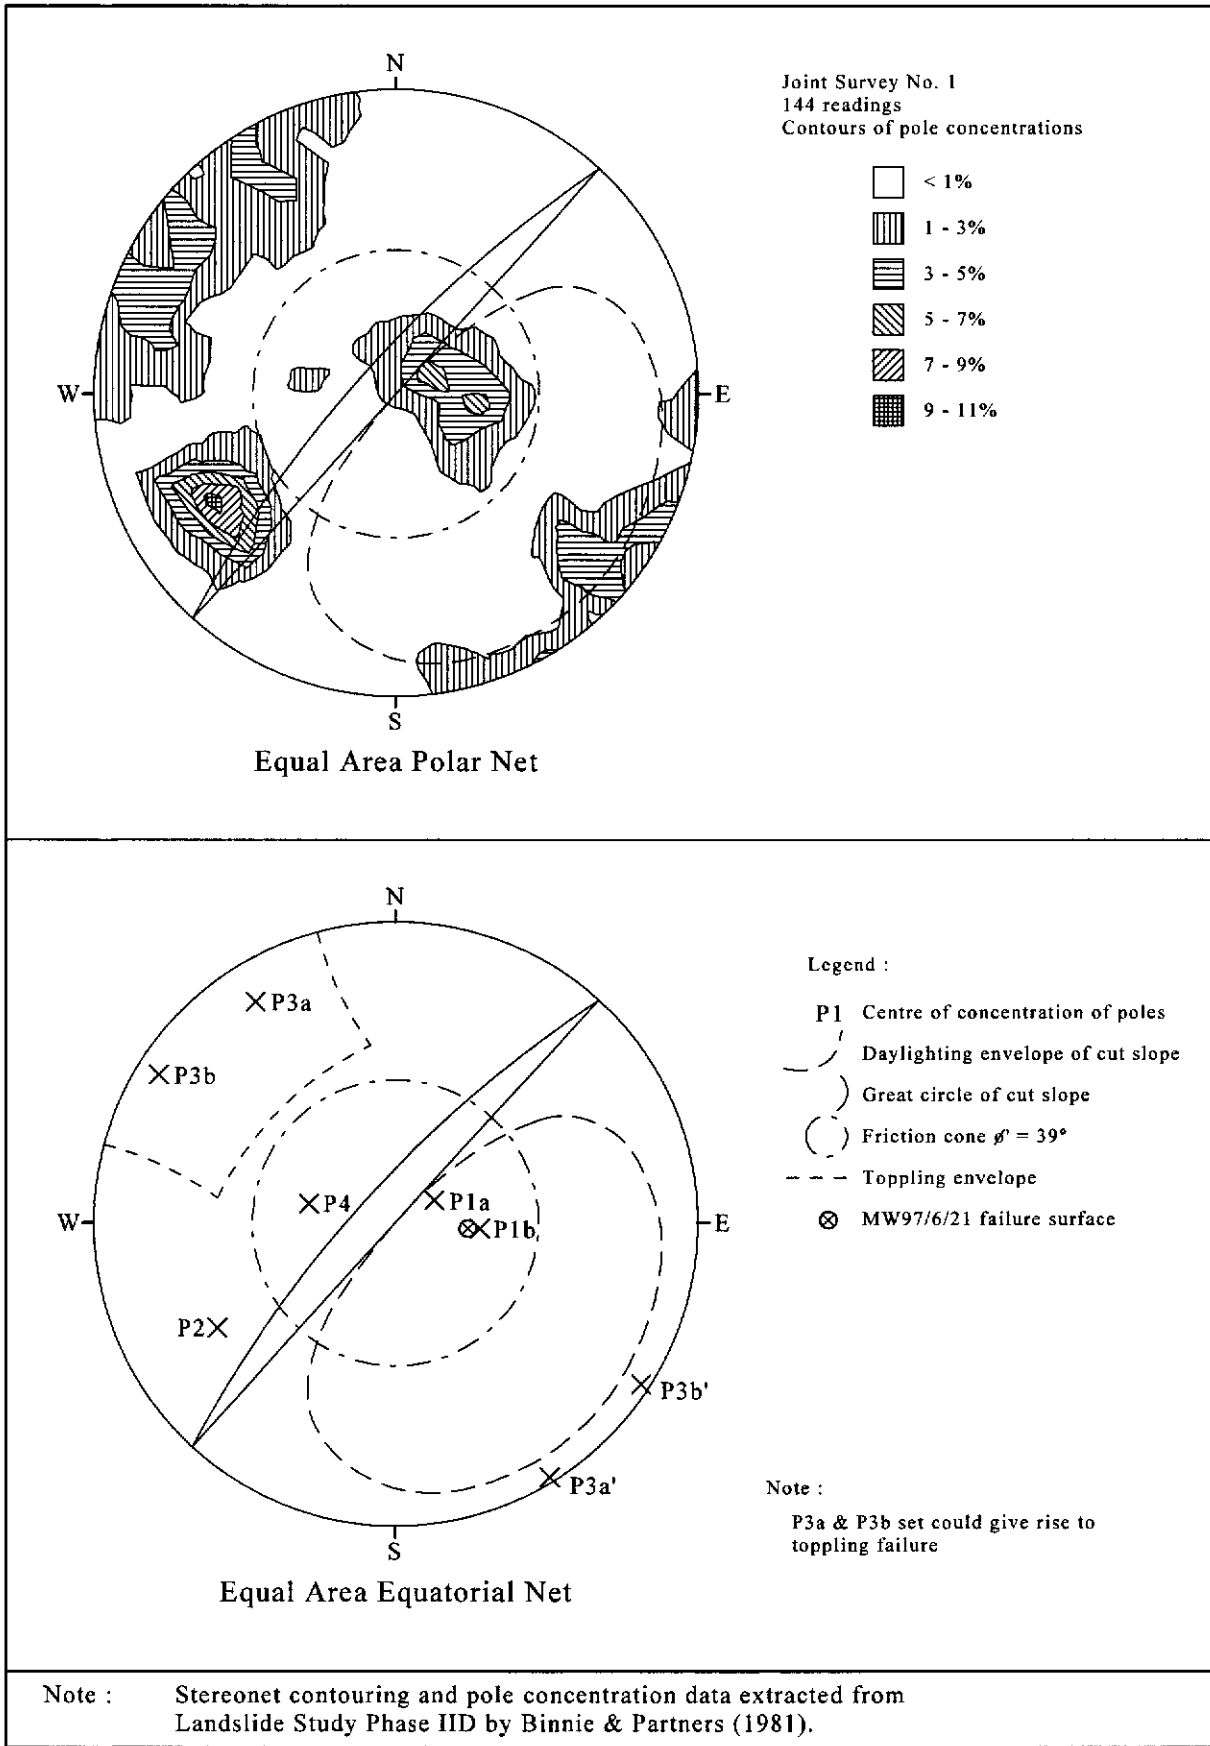 N
W
E
S
Equal Area Polar Net
Joint Survey No. 1
144 readings
Contours of pole concentrations
< 1%
1 - 3%
3 - 5%
5 - 7%
7 - 9%
9 - 11%
N
W
E
S
P3a
P3b
P4
P1a
P1b
P2
P3b'
P3a'
Equal Area Equatorial Net
Legend :
P1 Centre of concentration of poles
Daylighting envelope of cut slope
Great circle of cut slope
Friction cone ø' = 39°
Toppling envelope
MW97/6/21 failure surface
Note :
P3a & P3b set could give rise to
toppling failure
Note : Stereonet contouring and pole concentration data extracted from
Landslide Study Phase IID by Binnie & Partners (1981).